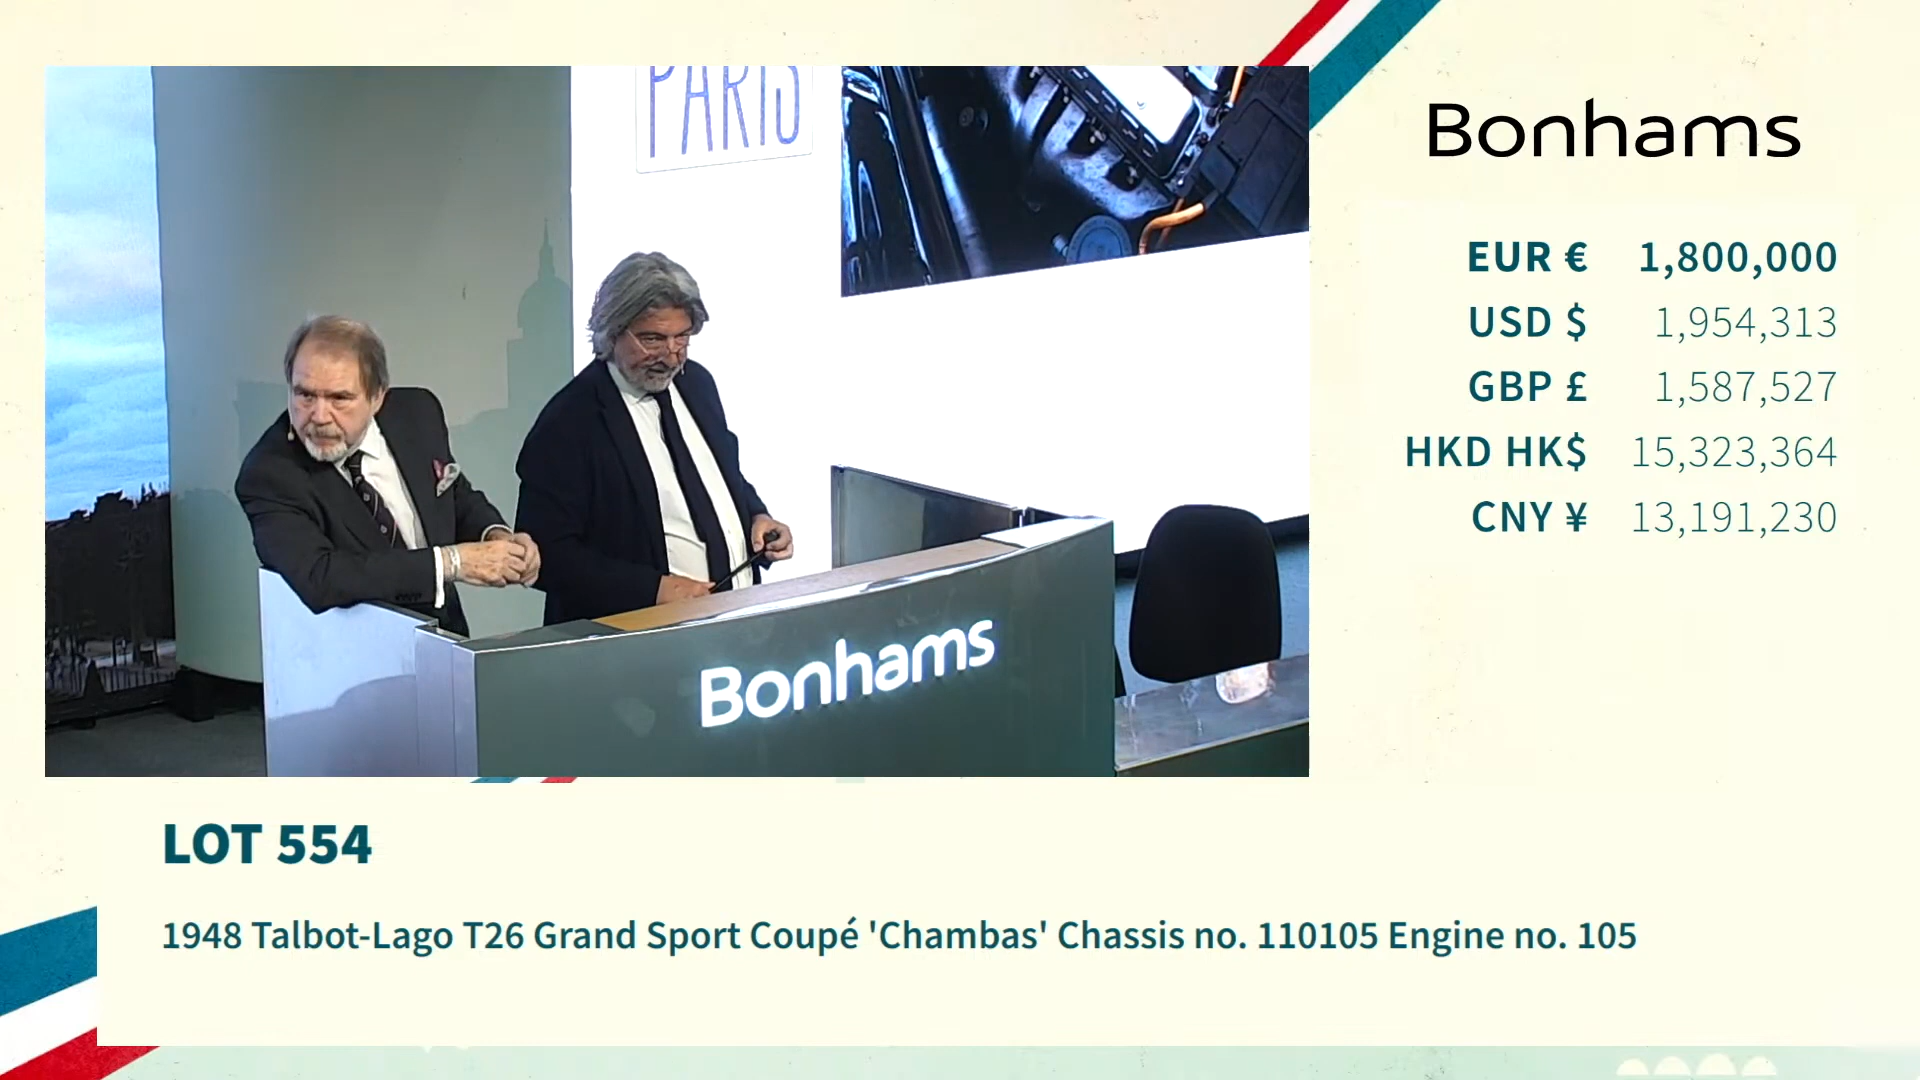 PARIS
Bonhams
EUR € 1,800,000
USD $ 1,954,313
GBP £ 1,587,527
HKD HK$ 15,323,364
CNY ¥ 13,191,230
Bonhams
LOT 554
1948 Talbot-Lago T26 Grand Sport Coupé 'Chambas' Chassis no. 110105 Engine no. 105